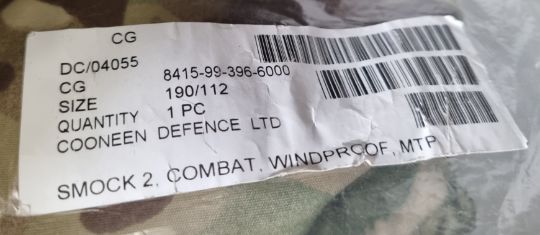 CG
DC/04055
CG 8415-99-396-6000
SIZE 190/112
QUANTITY 1 PC
COONEEN DEFENCE LTD
SMOCK 2, COMBAT, WINDPROOF, MTP